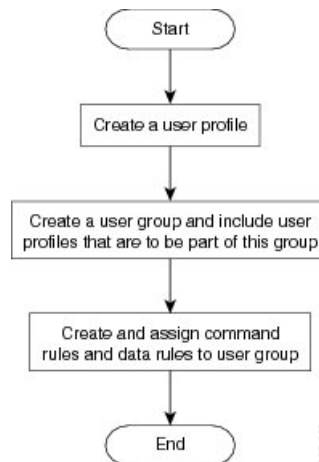 Start
Create a user profile
Create a user group and include user
profiles that are to be part of this group
Create and assign command
rules and data rules to user group
End